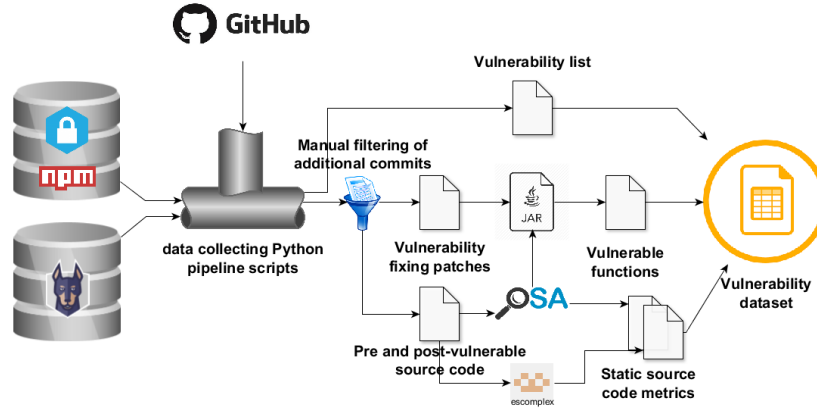 GitHub
Vulnerability list
Manual filtering of
additional commits
npm
JAR
data collecting Python
pipeline scripts
Vulnerability
fixing patches
Vulnerable
functions
Vulnerability
dataset
OSA
Pre and post-vulnerable
source code
Static source
code metrics
escomplex